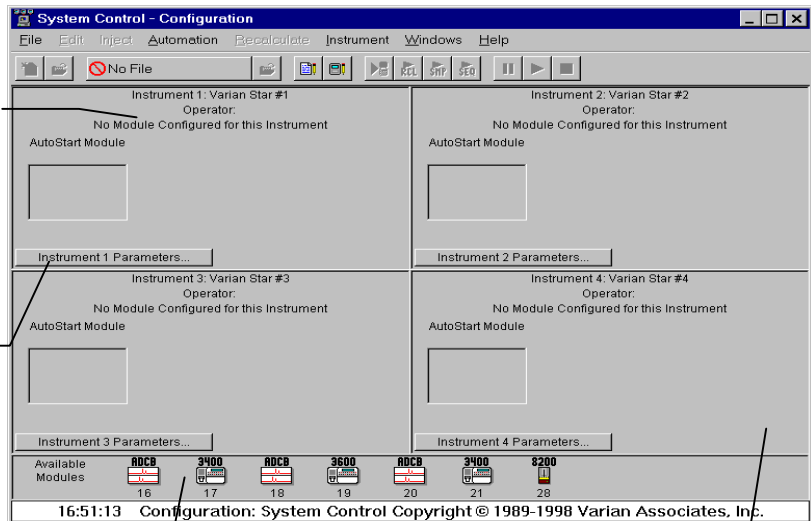 System Control - Configuration
File Edit Inject Automation Recalculate Instrument Windows Help
No File RCL SMP SEQ
Instrument 1: Varian Star #1
Operator:
No Module Configured for this Instrument
AutoStart Module
Instrument 1 Parameters...
Instrument 2: Varian Star #2
Operator:
No Module Configured for this Instrument
AutoStart Module
Instrument 2 Parameters...
Instrument 3: Varian Star #3
Operator:
No Module Configured for this Instrument
AutoStart Module
Instrument 3 Parameters...
Instrument 4: Varian Star #4
Operator:
No Module Configured for this Instrument
AutoStart Module
Instrument 4 Parameters...
Available Modules
ADCB 3400 ADCB 3600 ADCB 3400 8200
16 17 18 19 20 21 28
16:51:13 Configuration: System Control Copyright © 1989-1998 Varian Associates, Inc.